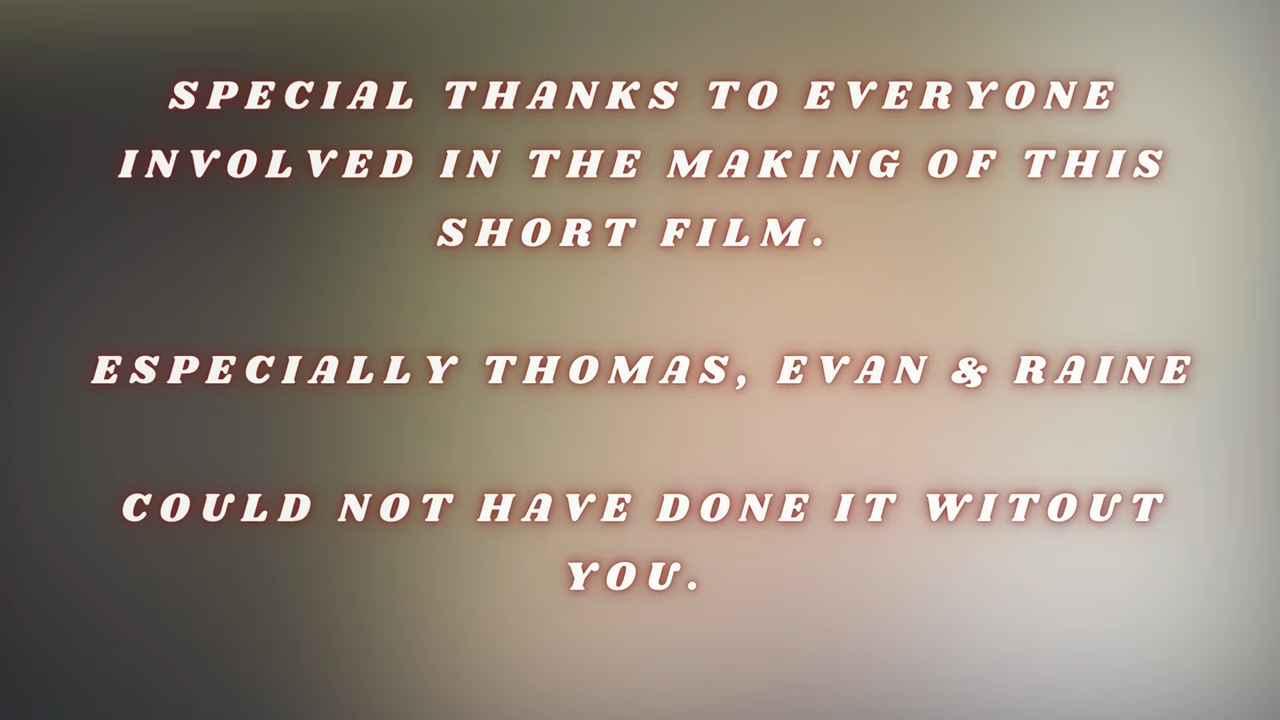 SPECIAL THANKS TO EVERYONE
INVOLVED IN THE MAKING OF THIS
SHORT FILM.
ESPECIALLY THOMAS, EVAN & RAINE
COULD NOT HAVE DONE IT WITOUT
YOU.